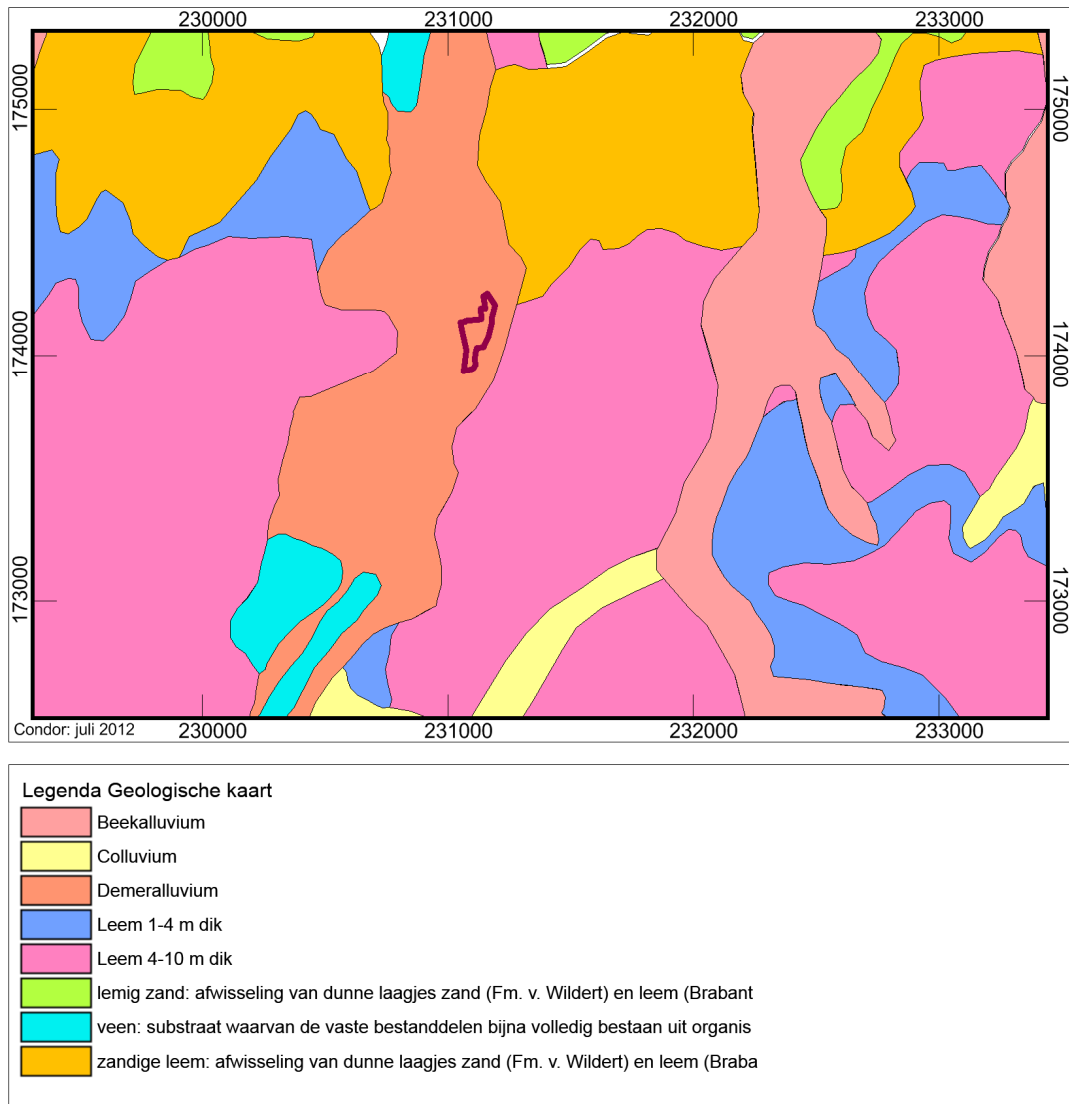 230000 231000 232000 233000
175000 175000
174000 174000
173000 173000
Condor: juli 2012
230000 231000 232000 233000
Legenda Geologische kaart
Beekalluvium
Colluvium
Demeralluvium
Leem 1-4 m dik
Leem 4-10 m dik
lemig zand: afwisseling van dunne laagjes zand (Fm. v. Wildert) en leem (Brabant
veen: substraat waarvan de vaste bestanddelen bijna volledig bestaan uit organis
zandige leem: afwisseling van dunne laagjes zand (Fm. v. Wildert) en leem (Braba